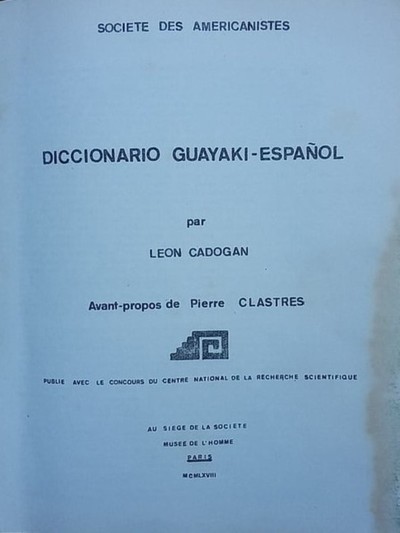 SOCIETE DES AMERICANISTES
DICCIONARIO GUAYAKI-ESPAÑOL
par
LEON CADOGAN
Avant-propos de Pierre CLASTRES
PUBLIE AVEC LE CONCOURS DU CENTRE NATIONAL DE LA RECHERCHE SCIENTIFIQUE
AU SIEGE DE LA SOCIETE
MUSEE DE L'HOMME
PARIS
MCMLXVIII